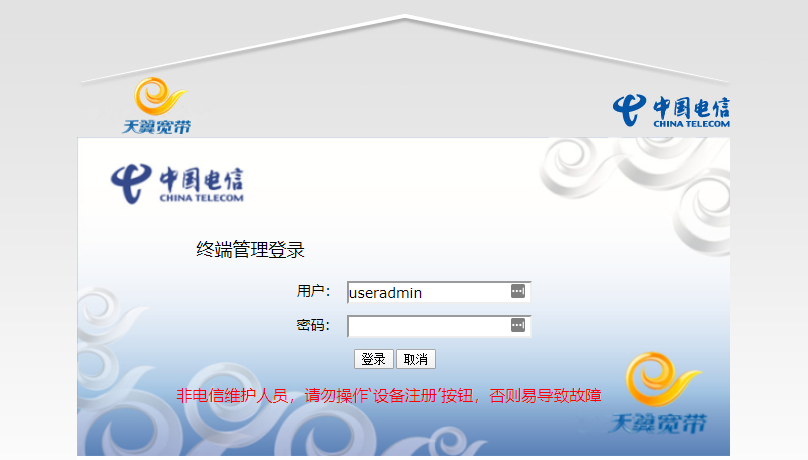 天翼宽带
中国电信
CHINA TELECOM
中国电信
CHINA TELECOM
终端管理登录
用户：
useradmin
密码：
登录 取消
非电信维护人员，请勿操作‘设备注册’按钮，否则易导致故障
天翼宽带